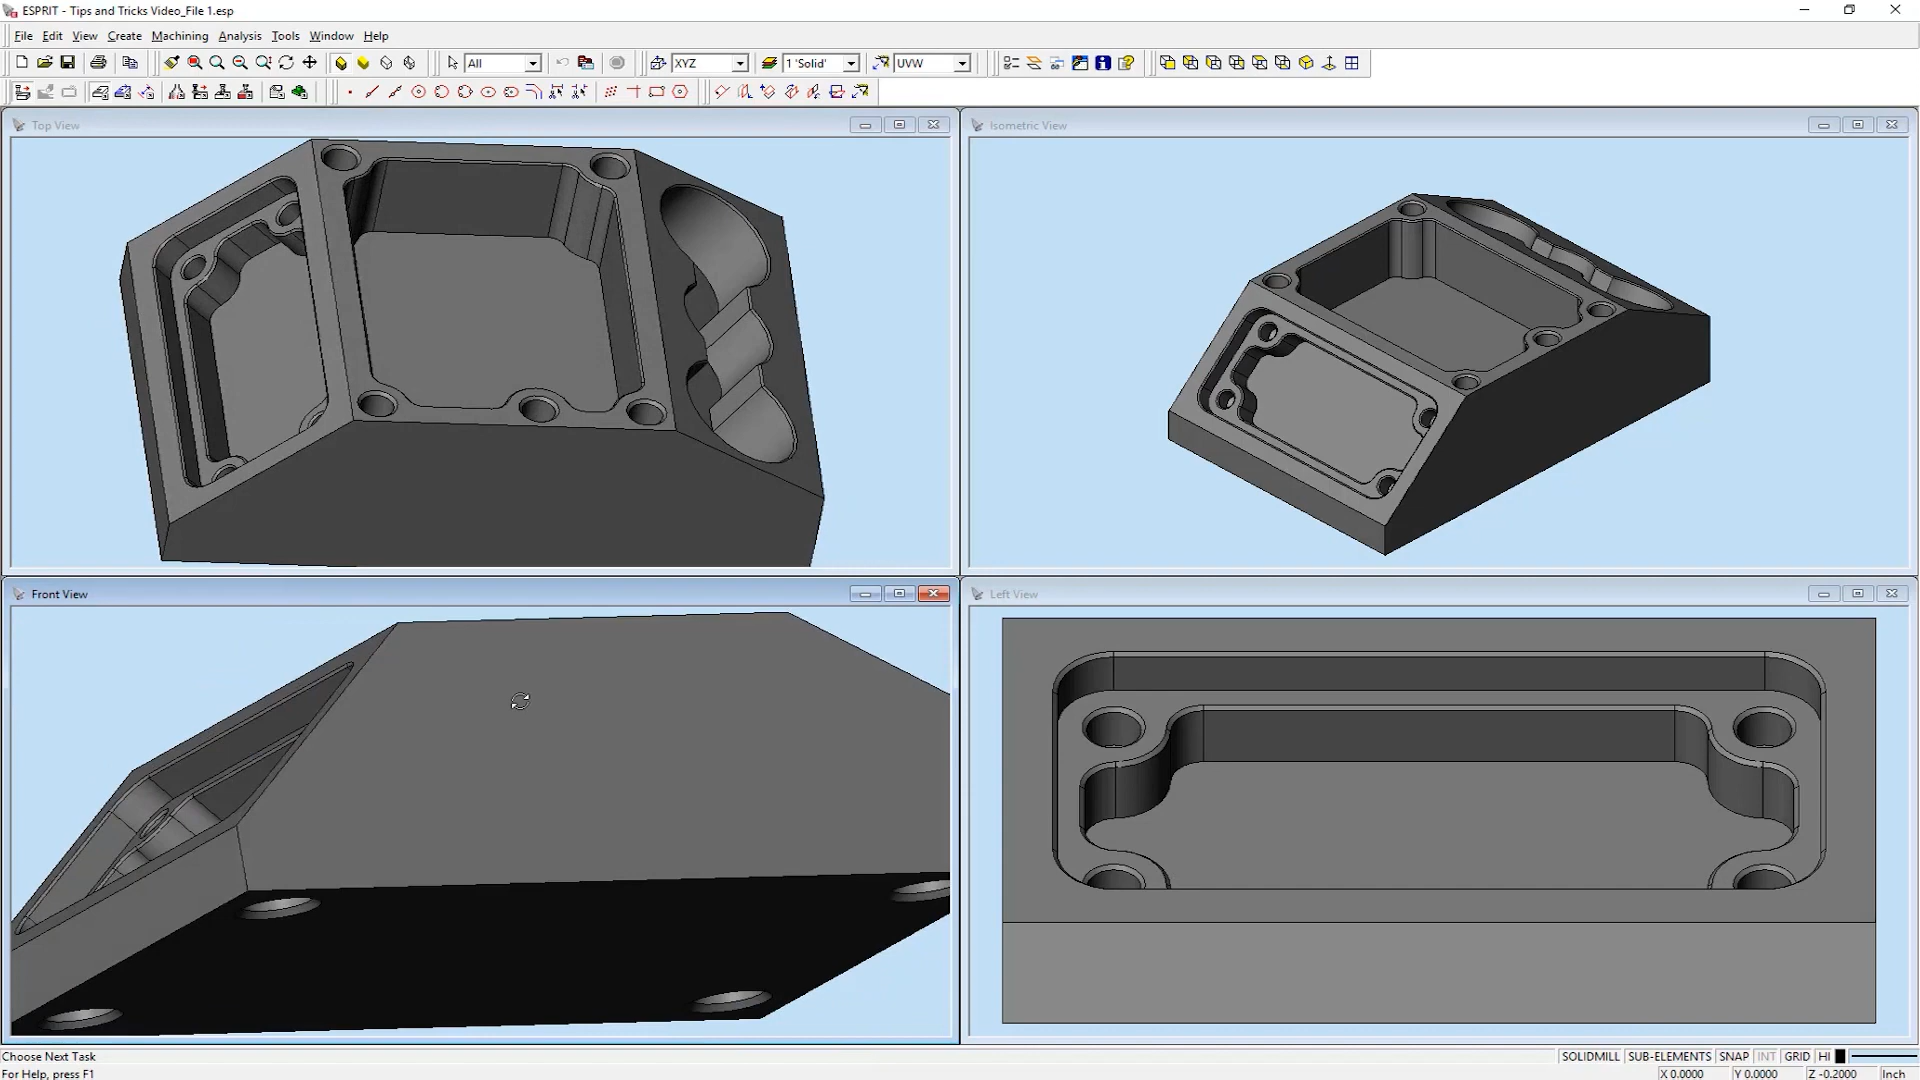 ESPRIT - Tips and Tricks Video_File 1.esp
File Edit View Create Machining Analysis Tools Window Help
All XYZ 1 'Solid' UVW
Top View
Isometric View
Front View
Left View
Choose Next Task
SOLIDMILL SUB-ELEMENTS SNAP INT GRID HI
For Help, press F1
X 0.0000 Y 0.0000 Z -0.2000 Inch